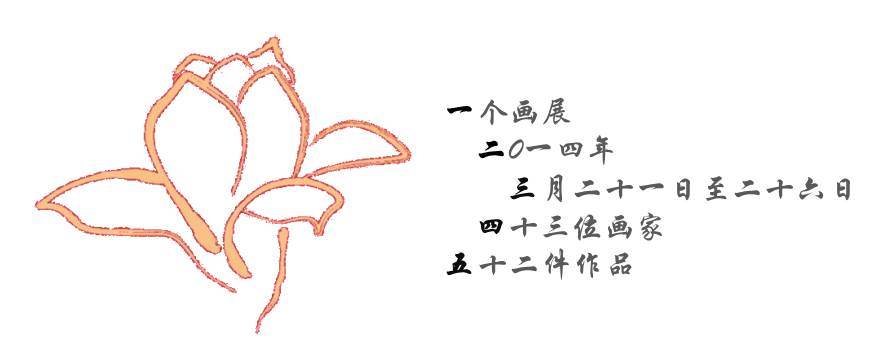 一个画展
二0一四年
三月二十一日至二十六日
四十三位画家
五十二件作品